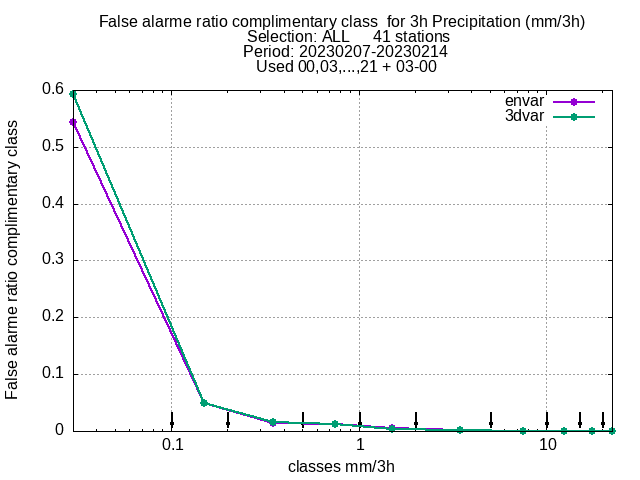 False alarme ratio complimentary class  for 3h Precipitation (mm/3h)
Selection: ALL     41 stations
Period: 20230207-20230214
Used 00,03,...,21 + 03-00
envar
3dvar
False alarme ratio complimentary class
0.6
0.5
0.4
0.3
0.2
0.1
0
0.1
1
10
classes mm/3h